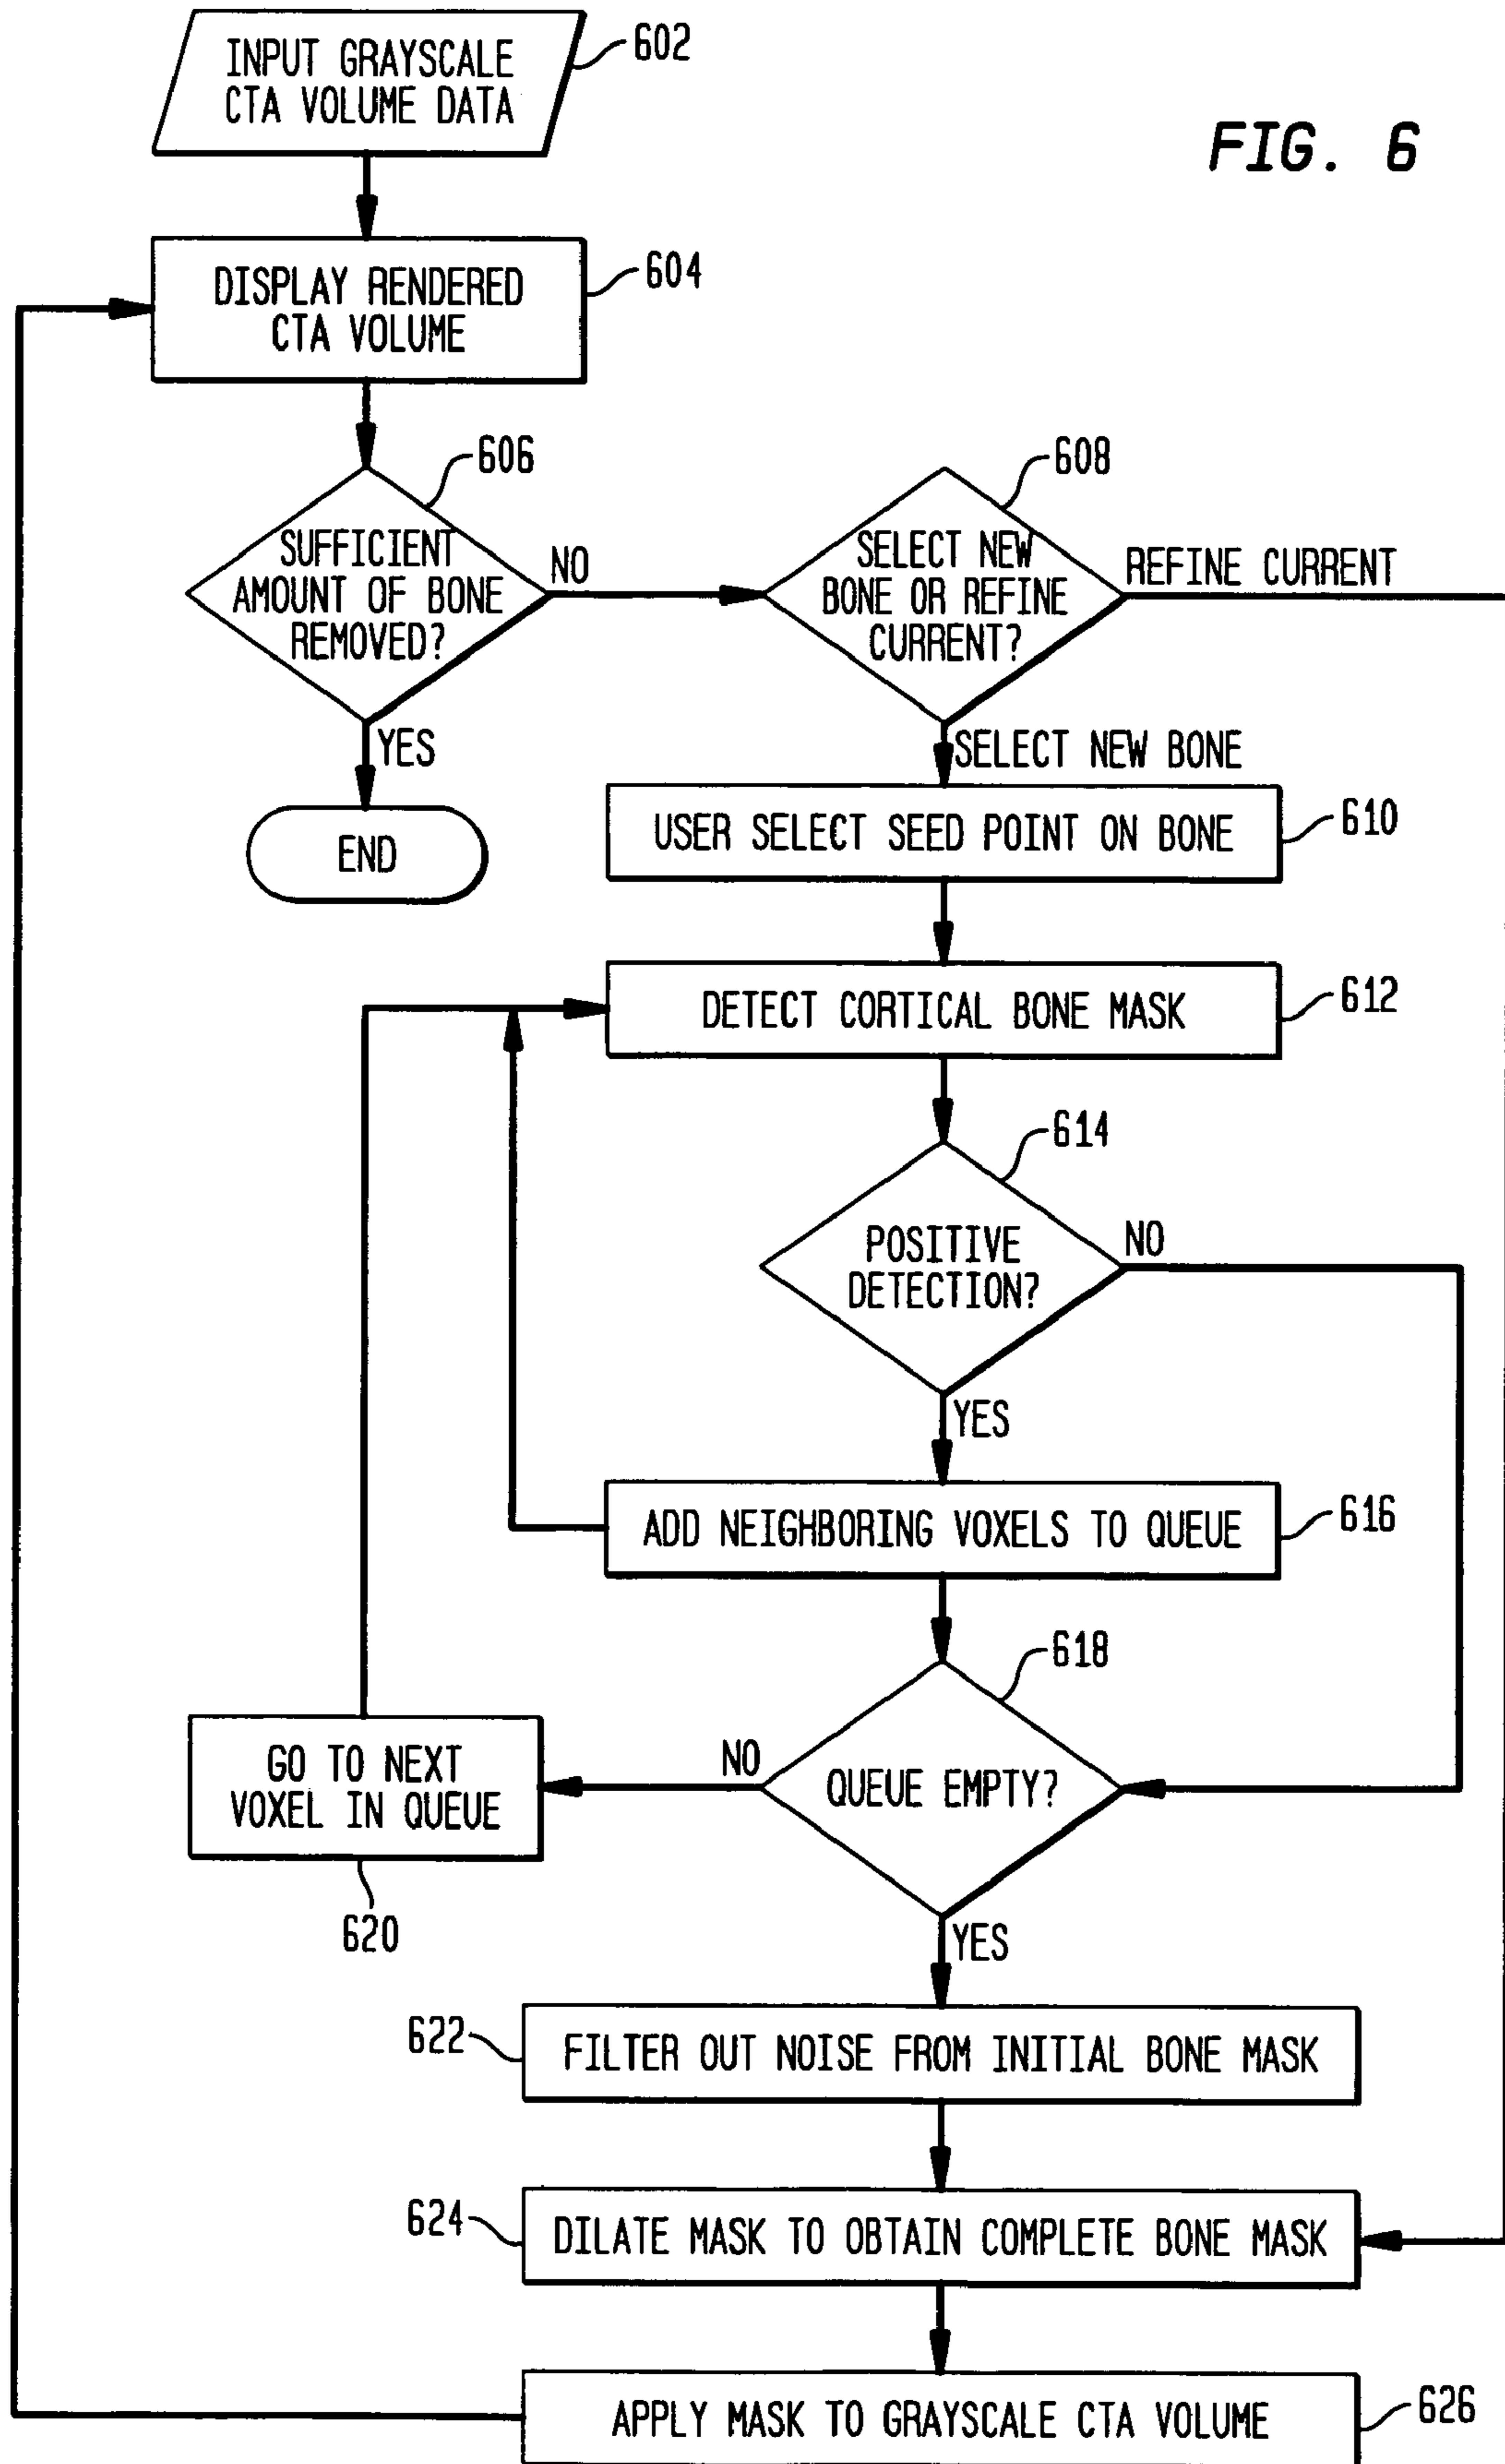 INPUT GRAYSCALE
CTA VOLUME DATA
602
FIG. 6
DISPLAY RENDERED
CTA VOLUME
604
606
SUFFICIENT
AMOUNT OF BONE
REMOVED?
NO
YES
END
608
SELECT NEW
BONE OR REFINE
CURRENT?
REFINE CURRENT
SELECT NEW BONE
USER SELECT SEED POINT ON BONE
610
DETECT CORTICAL BONE MASK
612
614
POSITIVE
DETECTION?
NO
YES
ADD NEIGHBORING VOXELS TO QUEUE
616
618
QUEUE EMPTY?
NO
GO TO NEXT
VOXEL IN QUEUE
620
YES
622
FILTER OUT NOISE FROM INITIAL BONE MASK
624
DILATE MASK TO OBTAIN COMPLETE BONE MASK
APPLY MASK TO GRAYSCALE CTA VOLUME
626